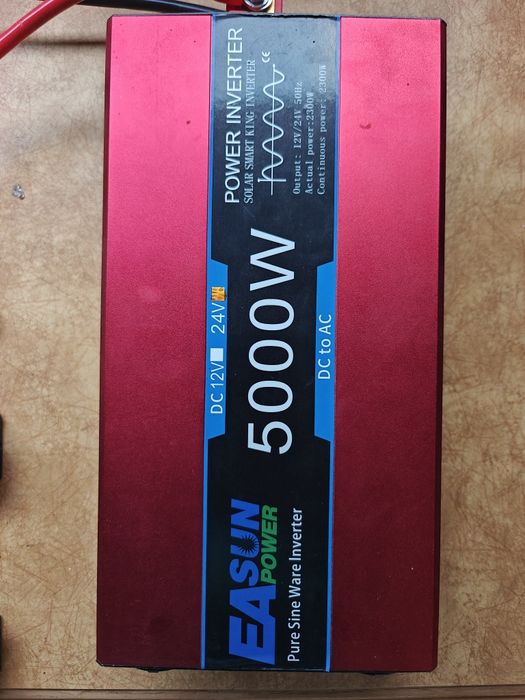 EASUN
POWER
Pure Sine Ware Inverter
DC 12V 24V
5000W
DC to AC
POWER INVERTER
SOLAR SMART KING INVERTER
CE
Output: 12V/24V 50Hz
Actual power:2300W
Continuous power: 2300W